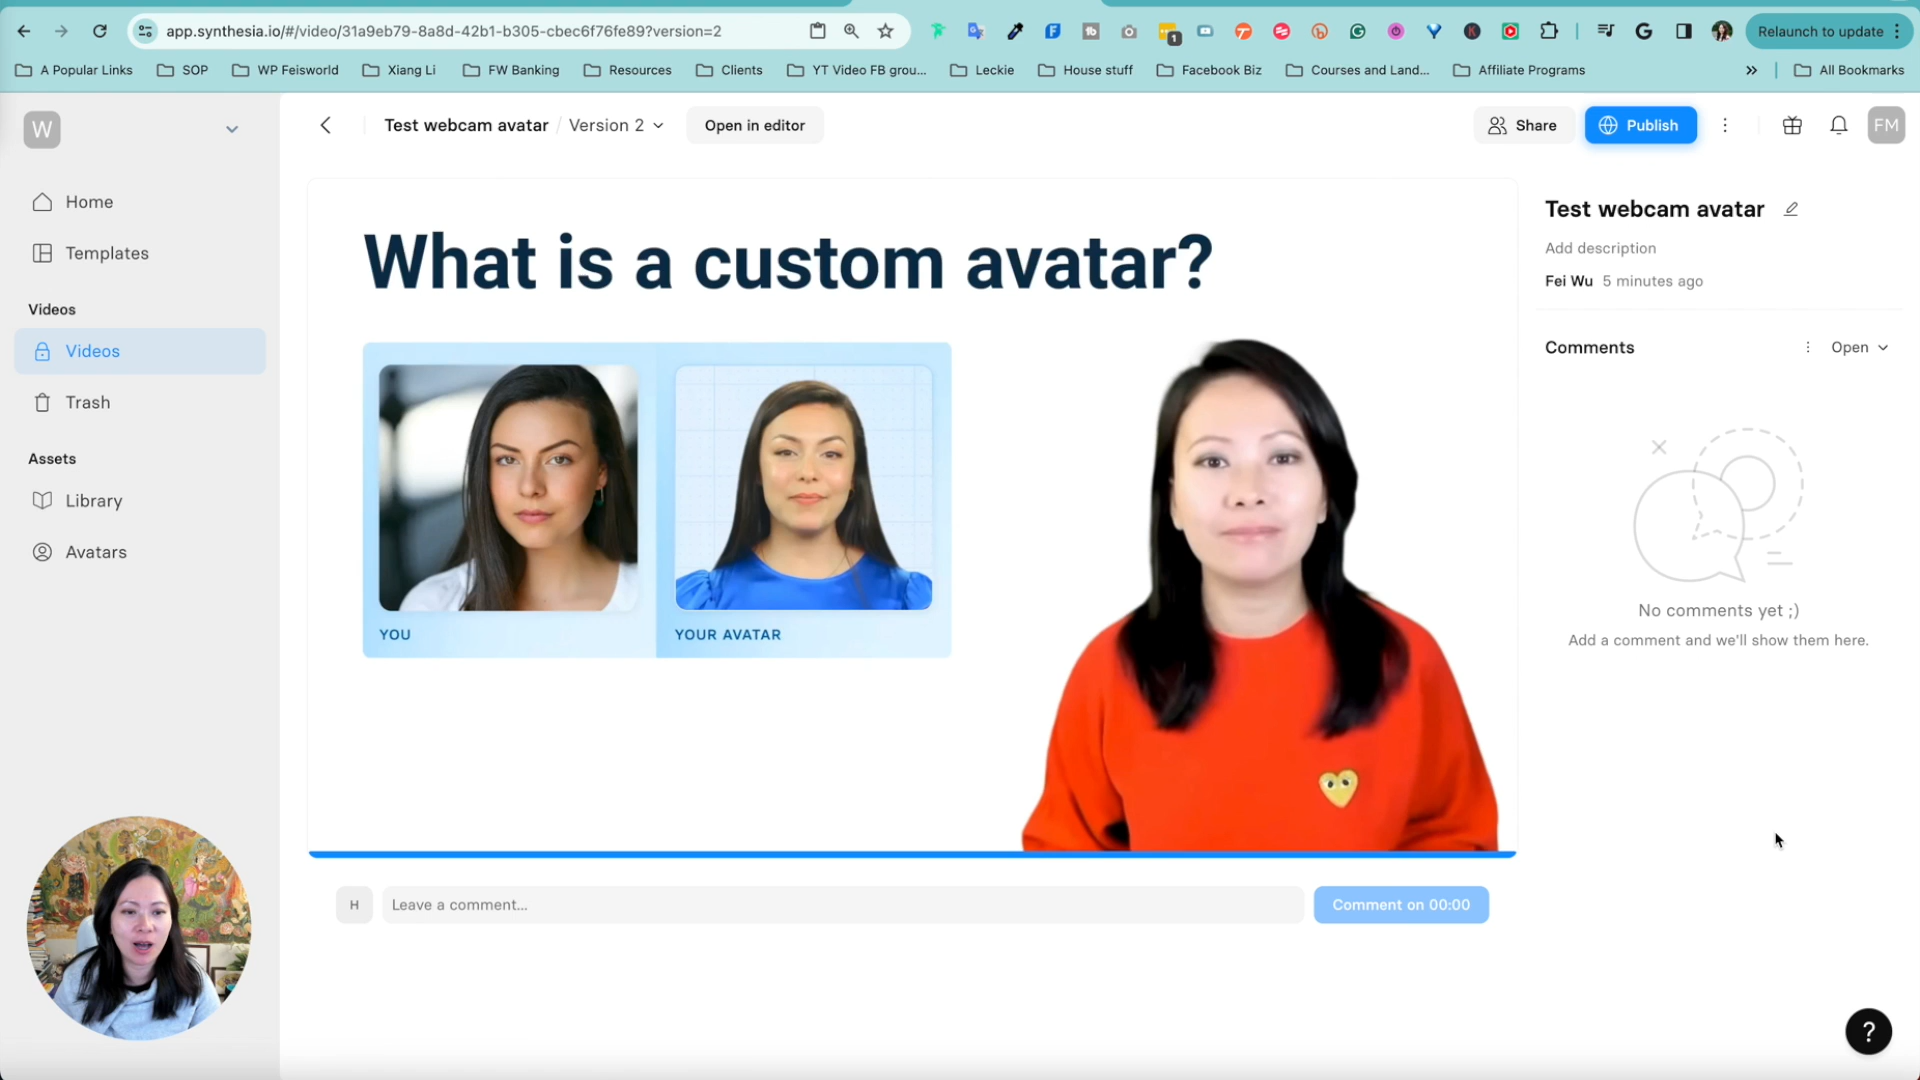 app.synthesia.io/#/video/31a9eb79-8a8d-42b1-b305-cbec6f76fe89?version=2
1
Relaunch to update
A Popular Links
SOP
WP Feisworld
Xiang Li
FW Banking
Resources
Clients
YT Video FB grou...
Leckie
House stuff
Facebook Biz
Courses and Land...
Affiliate Programs
All Bookmarks
W
Test webcam avatar / Version 2
Open in editor
Share
Publish
FM
Home
Templates
Videos
Videos
Trash
Assets
Library
Avatars
What is a custom avatar?
YOU
YOUR AVATAR
Test webcam avatar
Add description
Fei Wu 5 minutes ago
Comments
Open
No comments yet ;)
Add a comment and we'll show them here.
H
Leave a comment...
Comment on 00:00
?